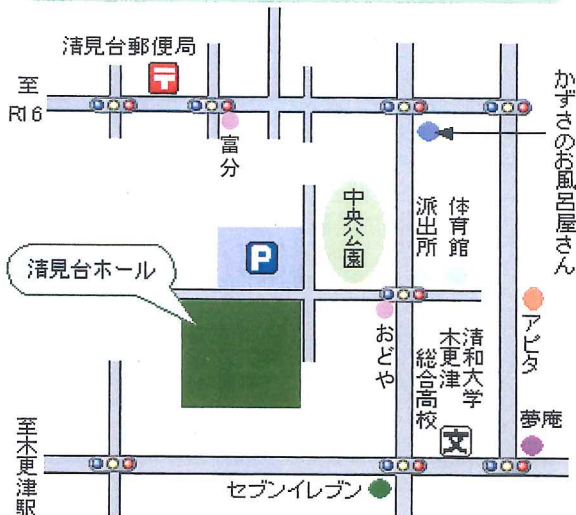 清見台郵便局
〒
至
R16
富分
かずさのお風呂屋さん
中央公園
派出所
体育館
P
清見台ホール
おどや
アピタ
清和大学
木更津
総合高校
文
夢庵
至木更津駅
セブンイレブン